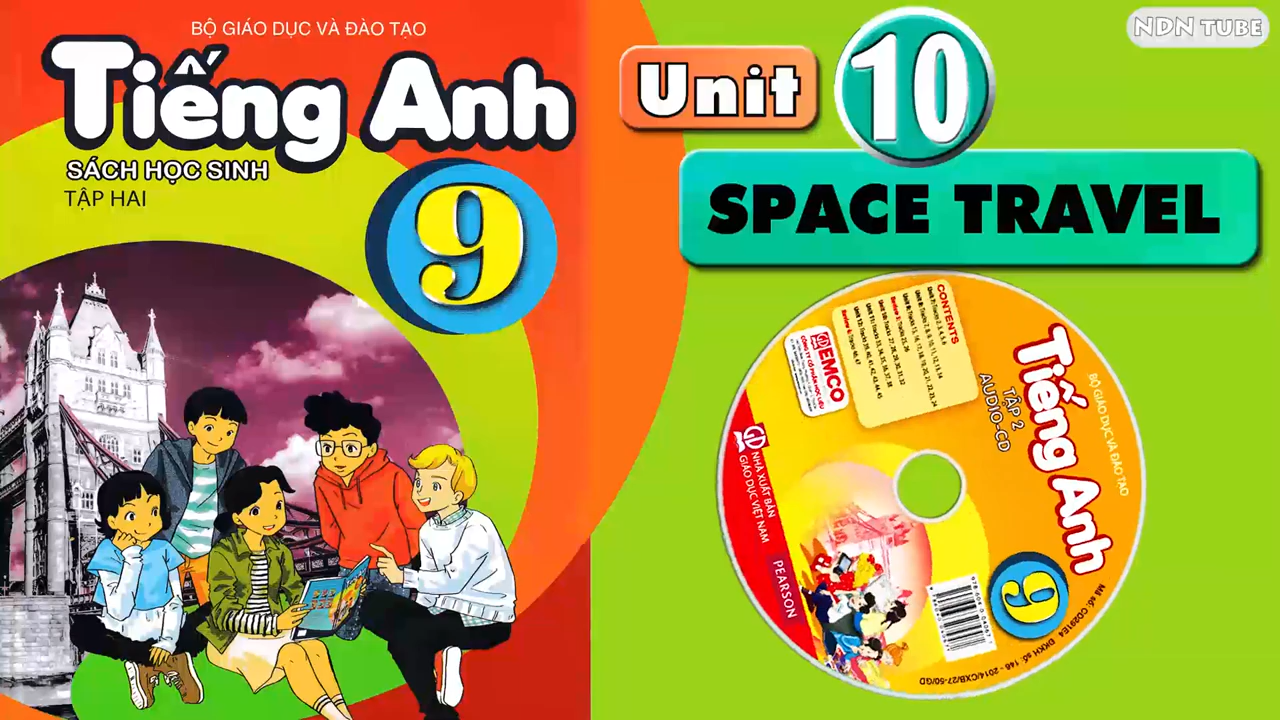 BỘ GIÁO DỤC VÀ ĐÀO TẠO
Tiếng Anh
SÁCH HỌC SINH
TẬP HAI
9
Unit 10
SPACE TRAVEL
NDN TUBE
CONTENTS
EMCO
BỘ GIÁO DỤC VÀ ĐÀO TẠO
Tiếng Anh
TẬP 2
AUDIO-CD
9
NHÀ XUẤT BẢN
GIÁO DỤC VIỆT NAM
PEARSON